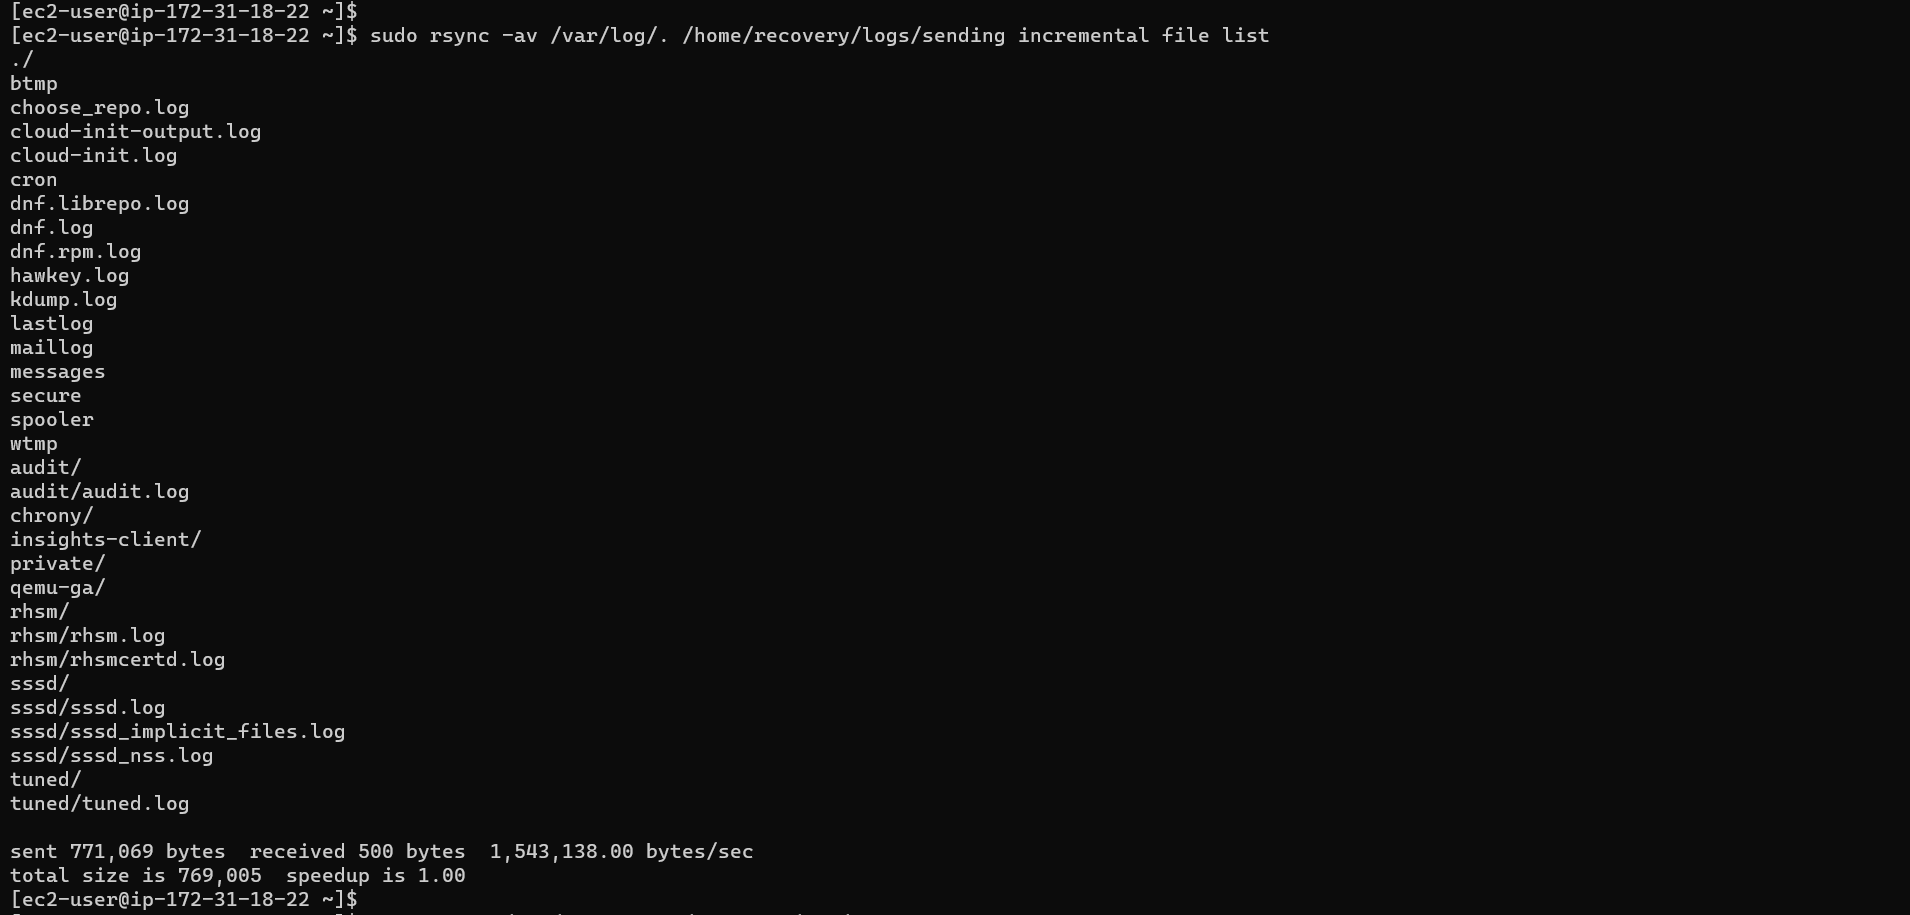 [ec2-user@ip-172-31-18-22 ~]$
[ec2-user@ip-172-31-18-22 ~]$ sudo rsync -av /var/log/. /home/recovery/logs/sending incremental file list
./
btmp
choose_repo.log
cloud-init-output.log
cloud-init.log
cron
dnf.librepo.log
dnf.log
dnf.rpm.log
hawkey.log
kdump.log
lastlog
maillog
messages
secure
spooler
wtmp
audit/
audit/audit.log
chrony/
insights-client/
private/
qemu-ga/
rhsm/
rhsm/rhsm.log
rhsm/rhsmcertd.log
sssd/
sssd/sssd.log
sssd/sssd_implicit_files.log
sssd/sssd_nss.log
tuned/
tuned/tuned.log
sent 771,069 bytes  received 500 bytes  1,543,138.00 bytes/sec
total size is 769,005  speedup is 1.00
[ec2-user@ip-172-31-18-22 ~]$